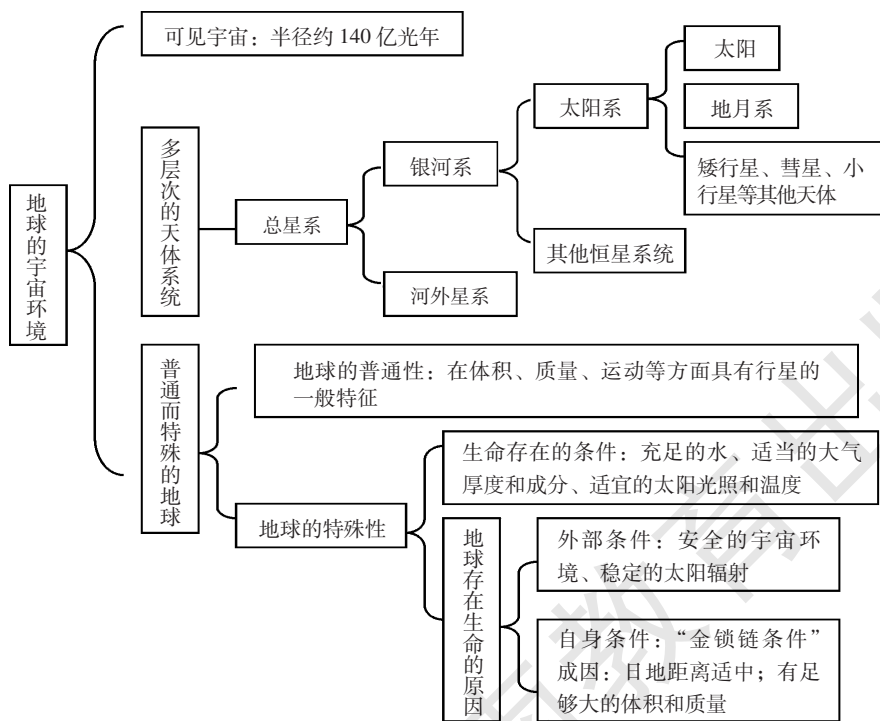 可见宇宙：半径约 140 亿光年
地球的宇宙环境
多层次的天体系统
总星系
银河系
太阳系
太阳
地月系
矮行星、彗星、小
行星等其他天体
其他恒星系统
河外星系
普通而特殊的地球
地球的普通性：在体积、质量、运动等方面具有行星的
一般特征
地球的特殊性
生命存在的条件：充足的水、适当的大气
厚度和成分、适宜的太阳光照和温度
地球存在生命的原因
外部条件：安全的宇宙环
境、稳定的太阳辐射
自身条件：“金锁链条件”
成因：日地距离适中；有足
够大的体积和质量
教育出